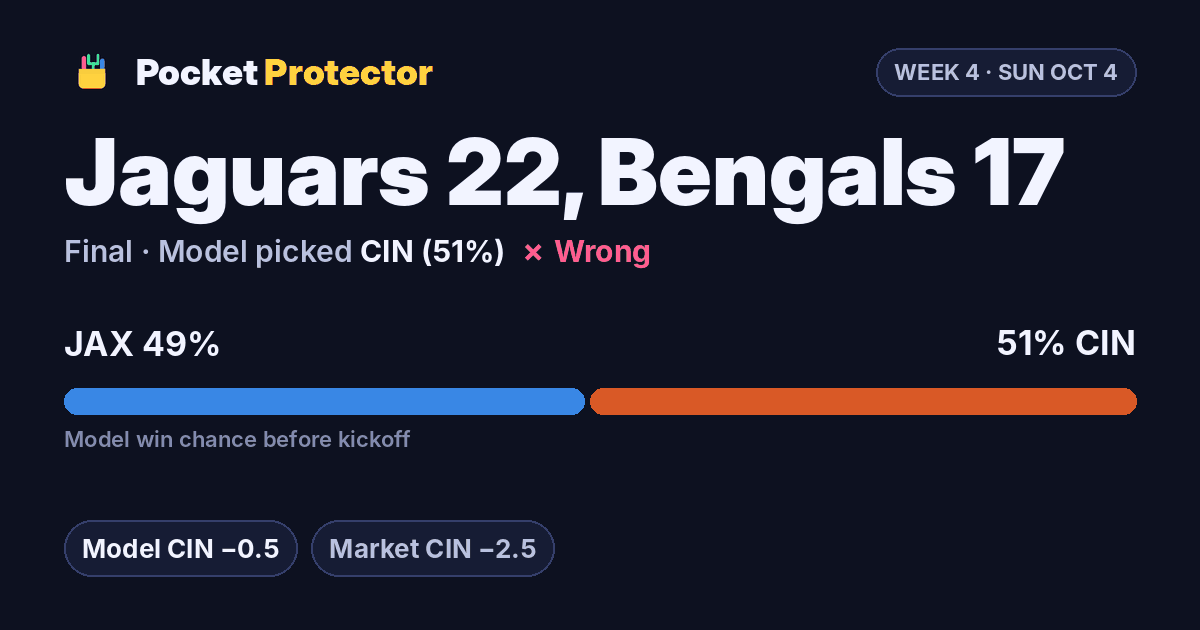 Pocket Protector
WEEK 4 · SUN OCT 4
Jaguars 22, Bengals 17
Final · Model picked CIN (51%) × Wrong
JAX 49%
51% CIN
Model win chance before kickoff
Model CIN −0.5
Market CIN −2.5